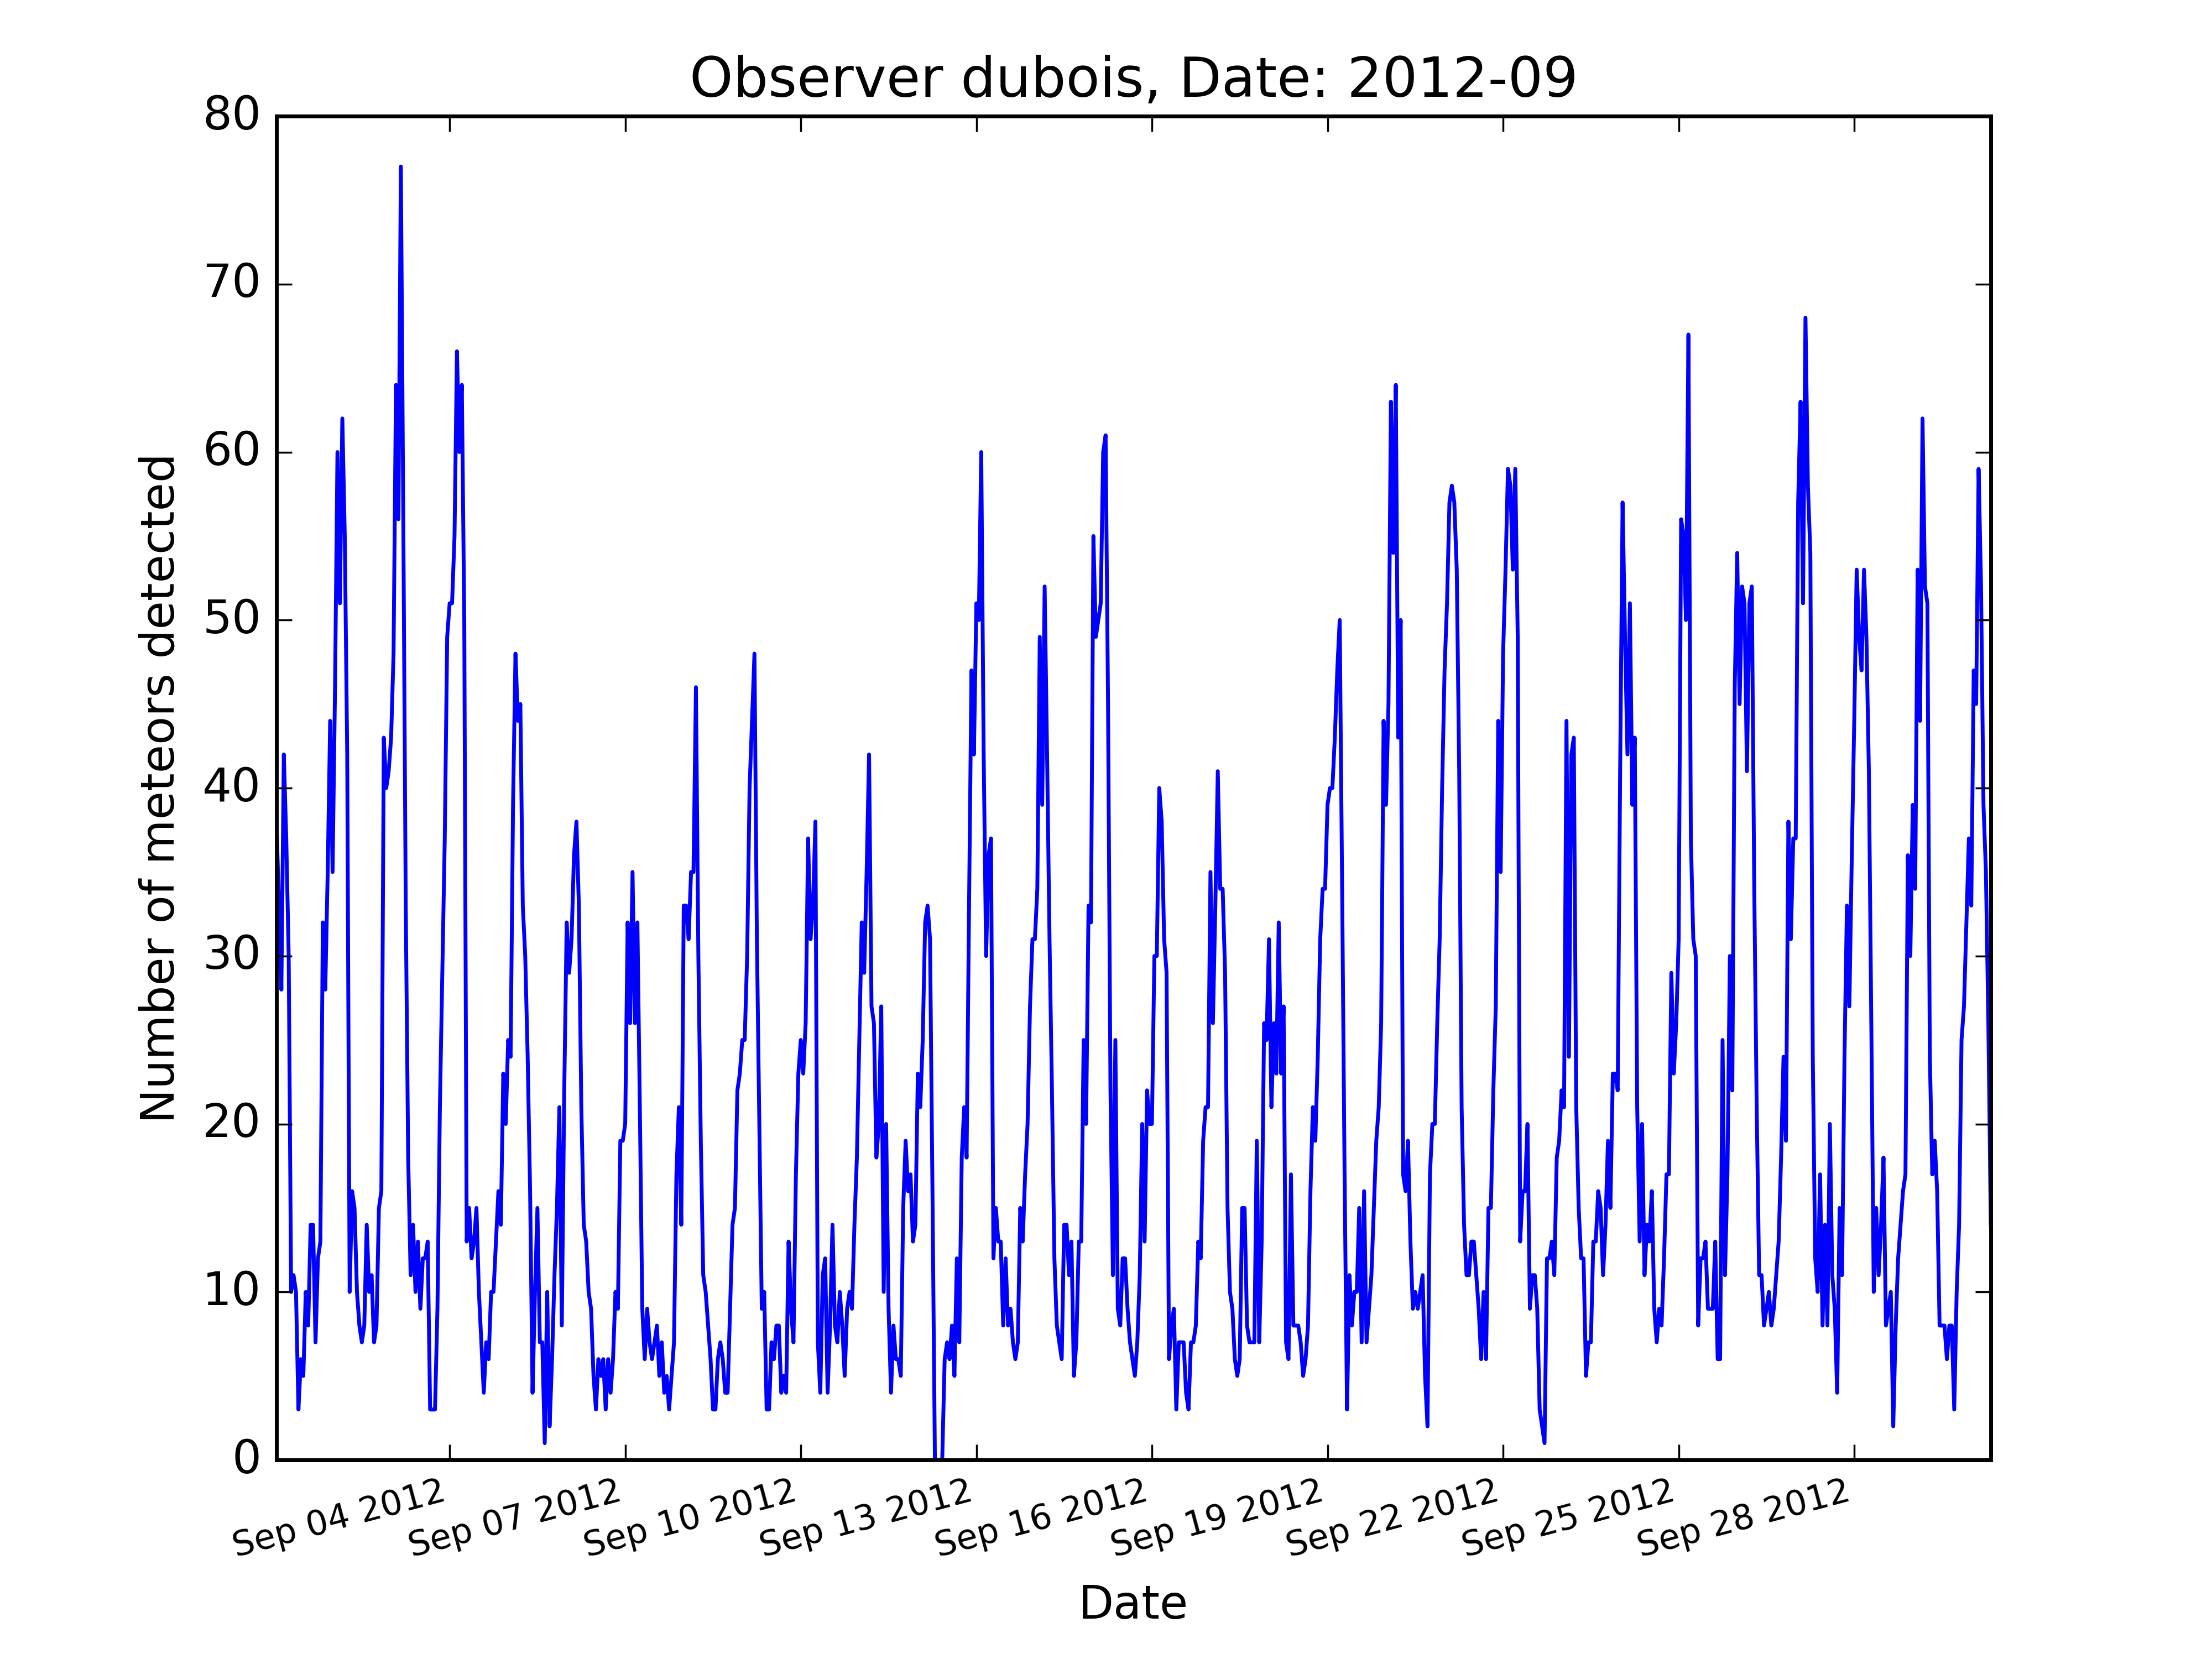 Observer dubois, Date: 2012-09
80
70
60
50
40
30
20
10
0
Number of meteors detected
Sep 04 2012
Sep 07 2012
Sep 10 2012
Sep 13 2012
Sep 16 2012
Sep 19 2012
Sep 22 2012
Sep 25 2012
Sep 28 2012
Date